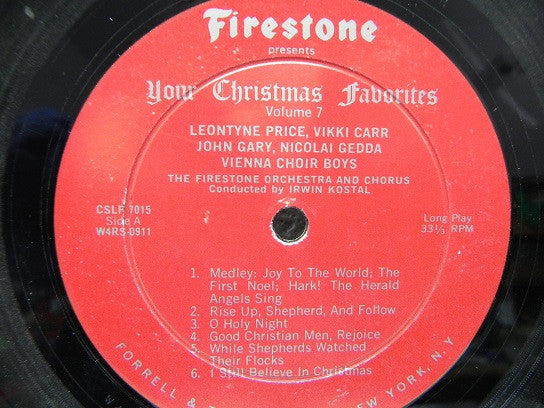 Firestone
presents
Your Christmas Favorites
Volume 7
LEONTYNE PRICE, VIKKI CARR
JOHN GARY, NICOLAI GEDDA
VIENNA CHOIR BOYS
THE FIRESTONE ORCHESTRA AND CHORUS
Conducted by IRWIN KOSTAL
CSLP 7015
Side A
W4RS-0911
Long Play
33⅓ RPM
1. Medley: Joy To The World; The
First Noel; Hark! The Herald
Angels Sing
2. Rise Up, Shepherd, And Follow
3. O Holy Night
4. Good Christian Men, Rejoice
5. While Shepherds Watched
Their Flocks
6. I Still Believe In Christmas
FORRELL & NEW YORK, N.Y.